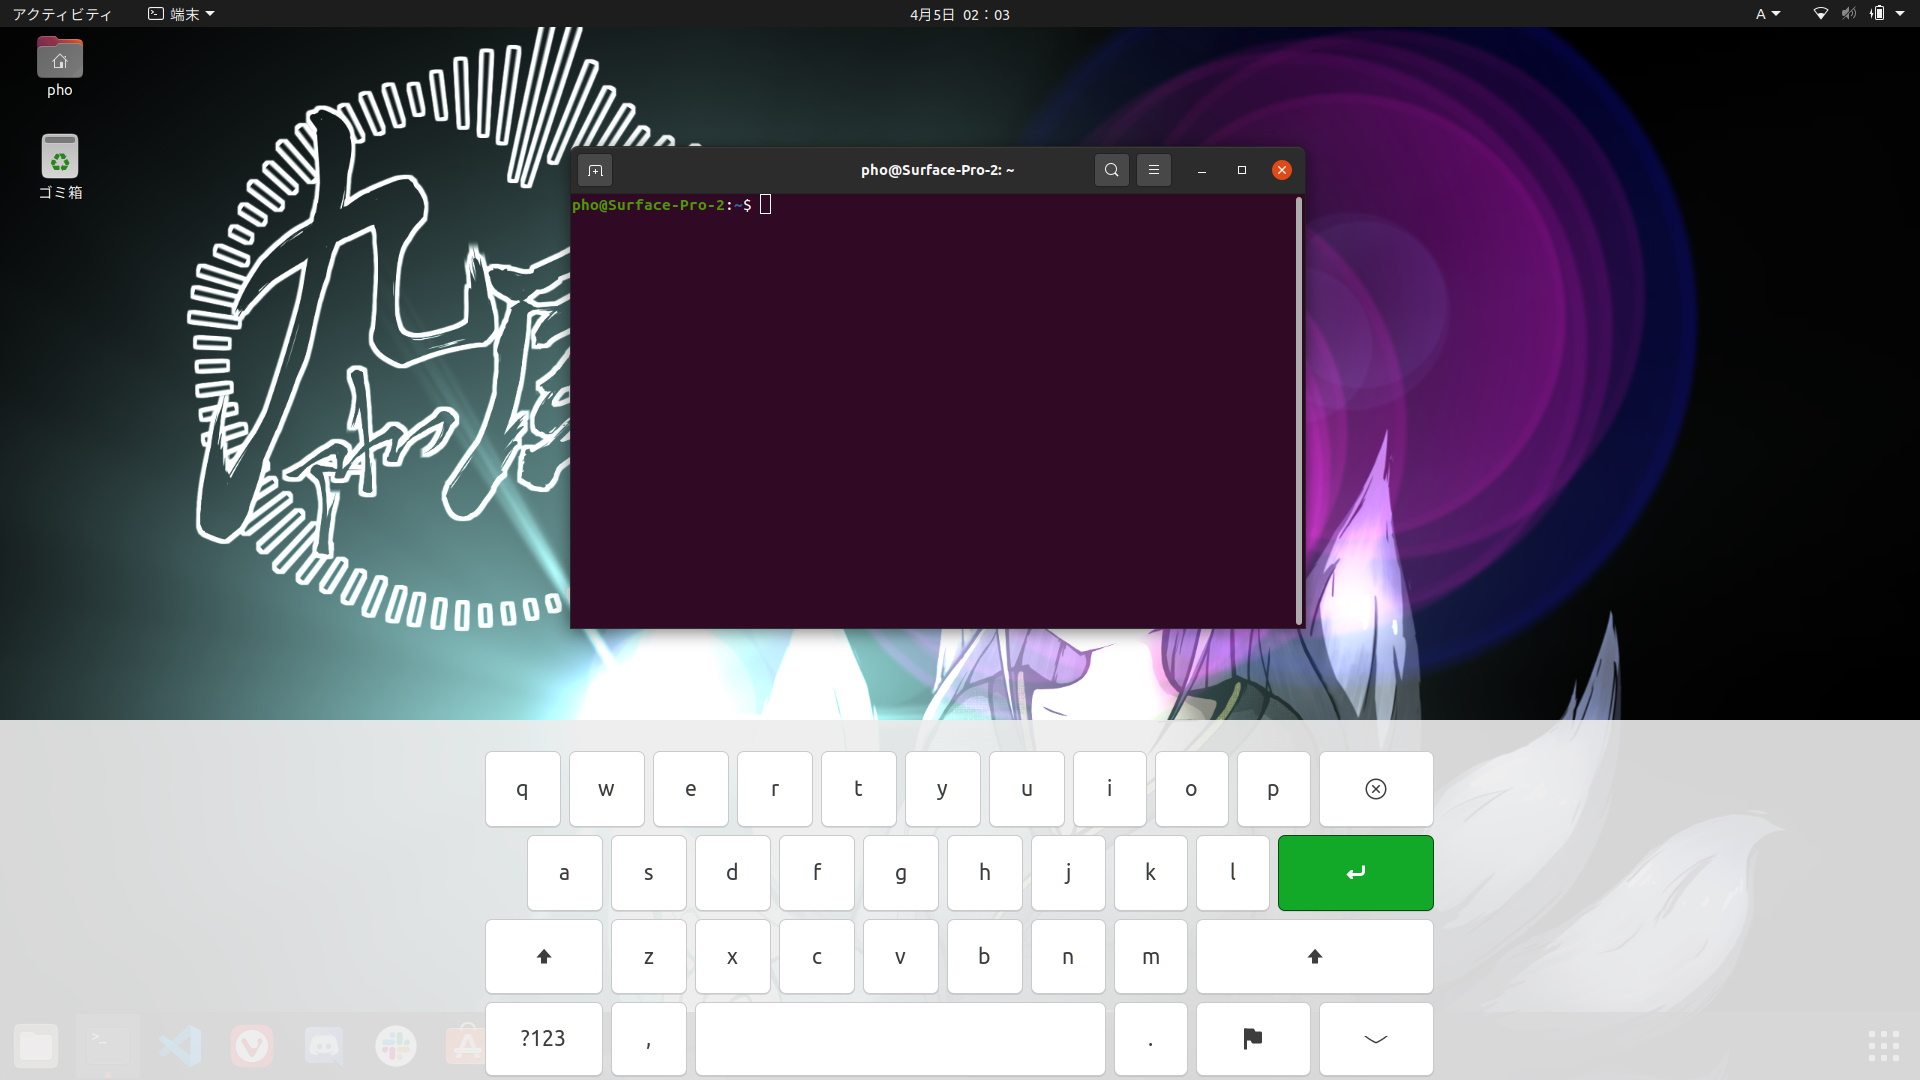 アクティビティ 端末 4月5日 02：03 A
pho
ゴミ箱
pho@Surface-Pro-2: ~
pho@Surface-Pro-2:~$
q w e r t y u i o p
a s d f g h j k l
z x c v b n m
?123 , .